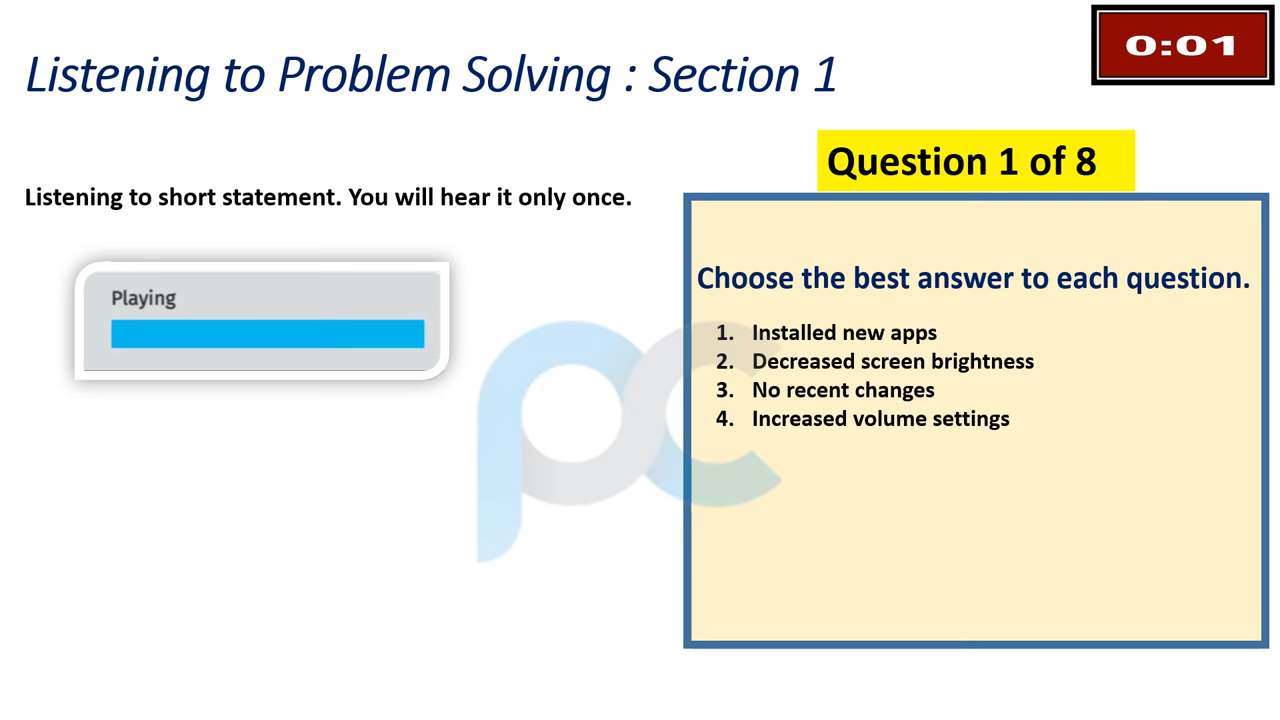 0:01
Listening to Problem Solving : Section 1
Question 1 of 8
Listening to short statement. You will hear it only once.
Choose the best answer to each question.
Playing
1. Installed new apps
2. Decreased screen brightness
3. No recent changes
4. Increased volume settings